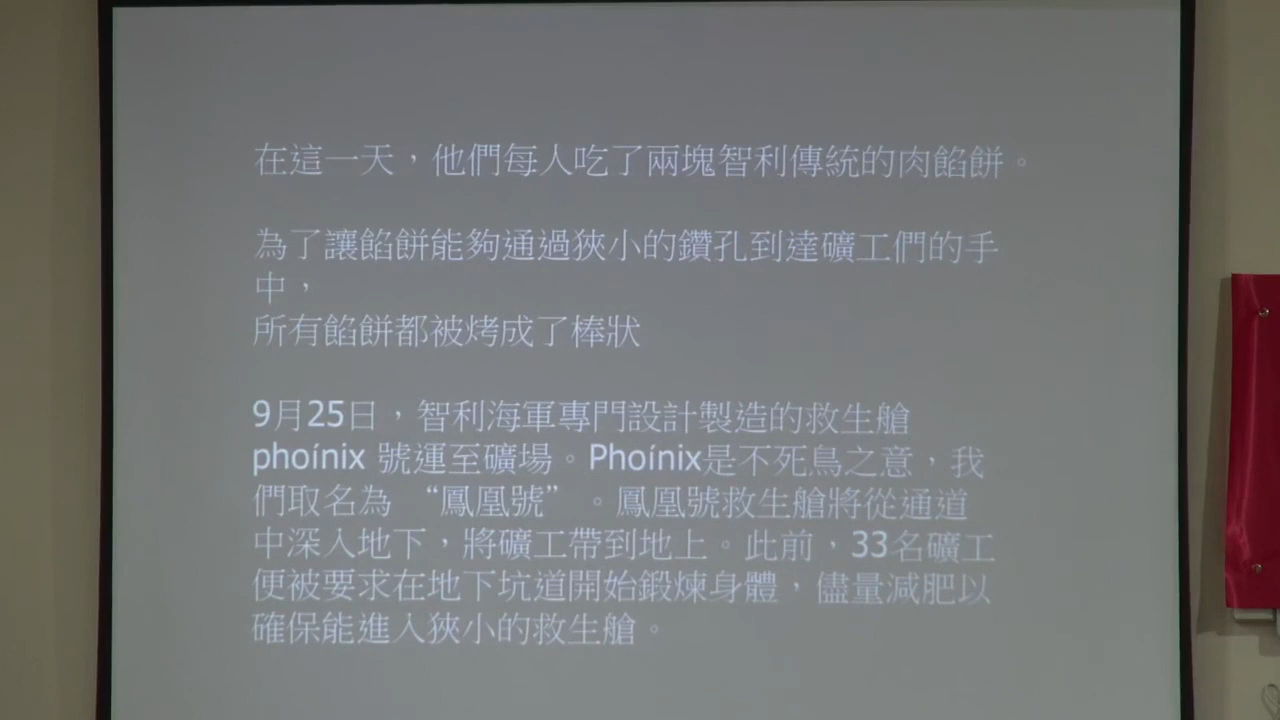 在這一天，他們每人吃了兩塊智利傳統的肉餡餅。
為了讓餡餅能夠通過狹小的鑽孔到達礦工們的手
中，
所有餡餅都被烤成了棒狀
9月25日，智利海軍專門設計製造的救生艙
phoínix 號運至礦場。Phoínix是不死鳥之意，我
們取名為 “鳳凰號” 。鳳凰號救生艙將從通道
中深入地下，將礦工帶到地上。此前，33名礦工
便被要求在地下坑道開始鍛煉身體，儘量減肥以
確保能進入狹小的救生艙。